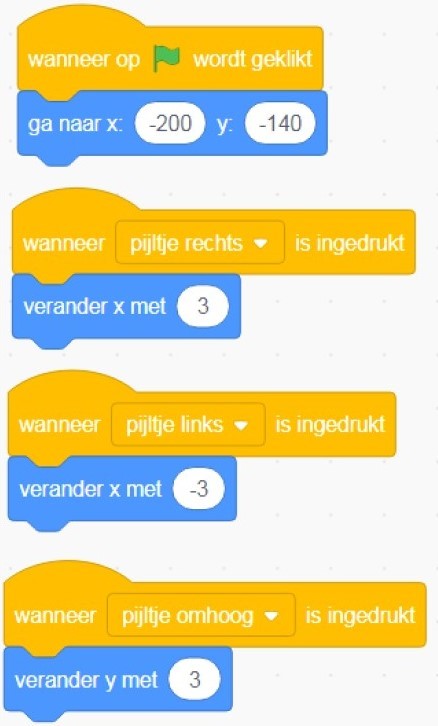 wanneer op wordt geklikt
ga naar x: -200 y: -140
wanneer pijltje rechts is ingedrukt
verander x met 3
wanneer pijltje links is ingedrukt
verander x met -3
wanneer pijltje omhoog is ingedrukt
verander y met 3